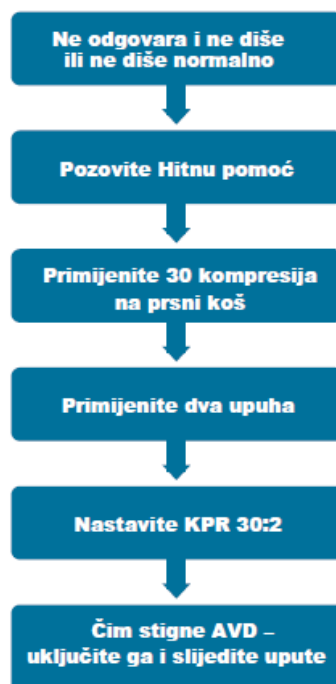 Ne odgovara i ne diše
ili ne diše normalno
Pozovite Hitnu pomoć
Primijenite 30 kompresija
na prsni koš
Primijenite dva upuha
Nastavite KPR 30:2
Čim stigne AVD –
uključite ga i slijedite upute